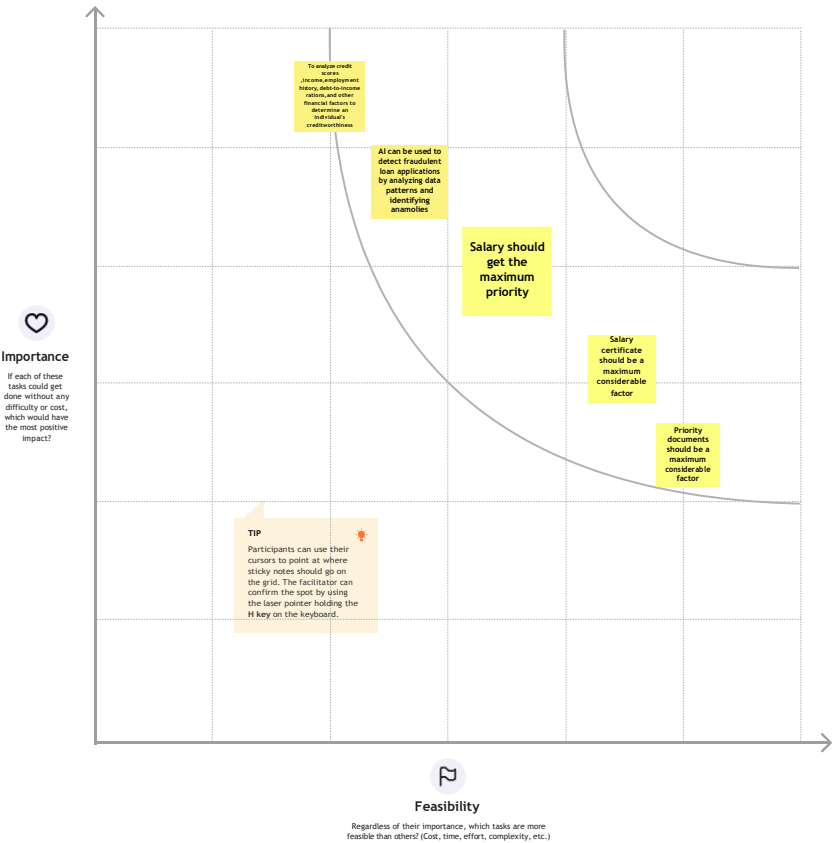 To analyze credit
scores
,income,employment
history, debt-to-income
rations,and other
financial factors to
determine an
individual's
creditworthiness
AI can be used to
detect fraudulent
loan applications
by analyzing data
patterns and
identifying
anamolies
Salary should
get the
maximum
priority
Salary
certificate
should be a
maximum
considerable
factor
Priority
documents
should be a
maximum
considerable
factor
Importance
If each of these
tasks could get
done without any
difficulty or cost,
which would have
the most positive
impact?
TIP
Participants can use their
cursors to point at where
sticky notes should go on
the grid. The facilitator can
confirm the spot by using
the laser pointer holding the
H key on the keyboard.
Feasibility
Regardless of their importance, which tasks are more
feasible than others? (Cost, time, effort, complexity, etc.)